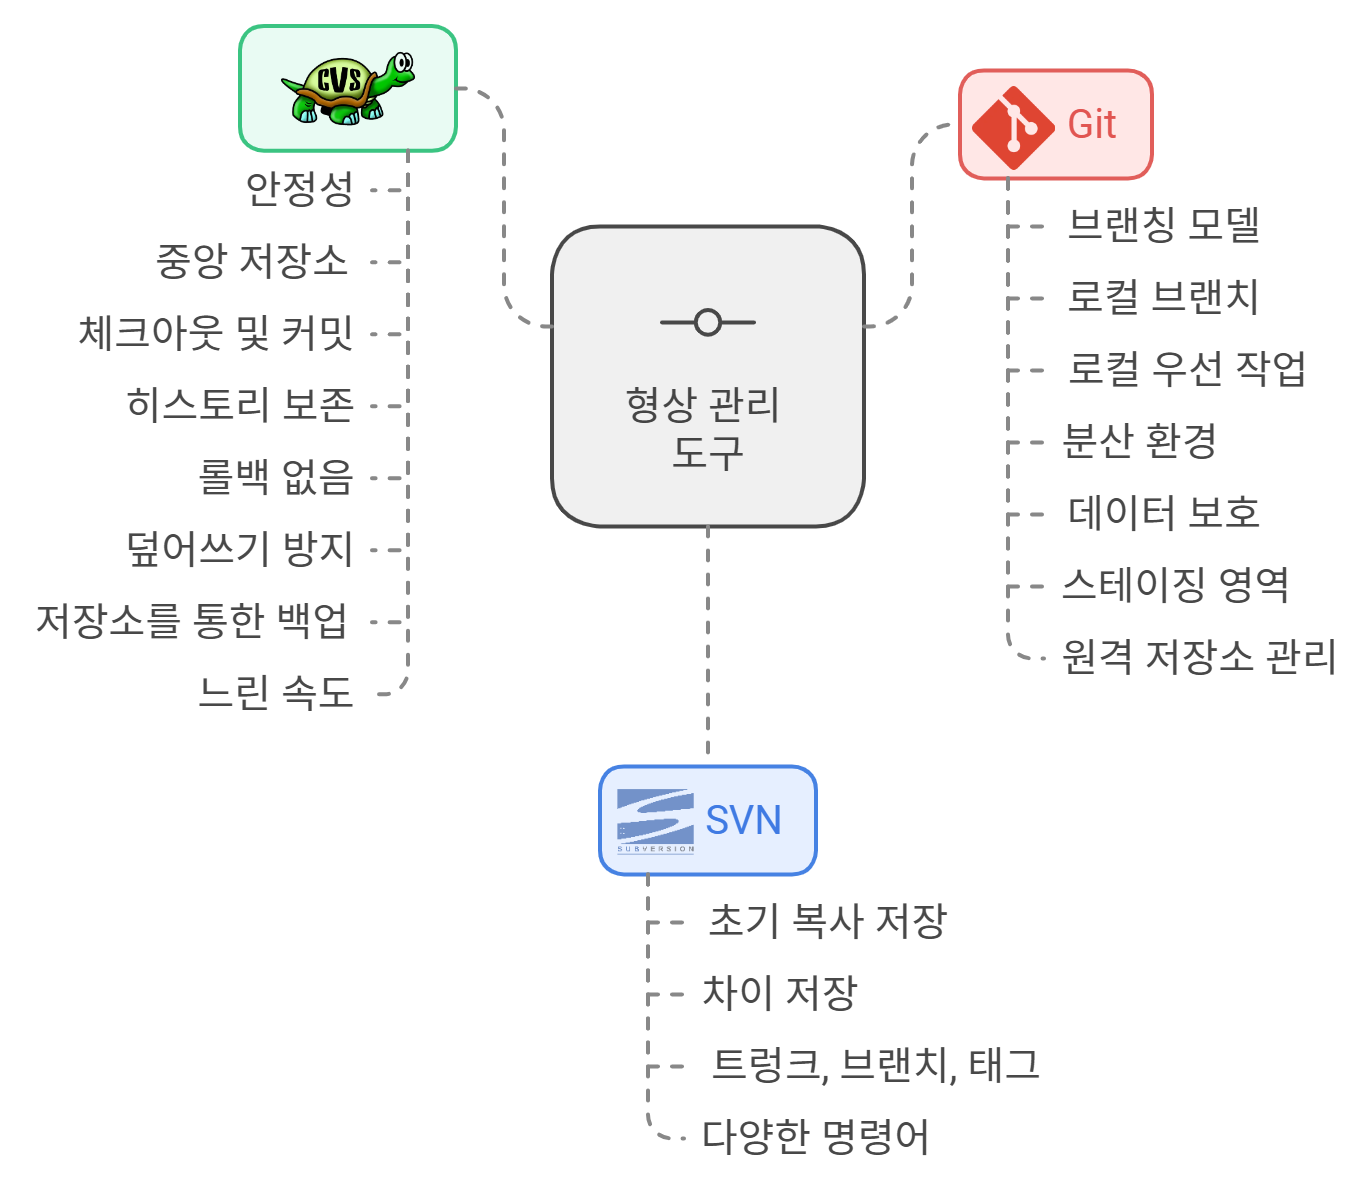 CVS
안정성
중앙 저장소
체크아웃 및 커밋
히스토리 보존
롤백 없음
덮어쓰기 방지
저장소를 통한 백업
느린 속도
형상 관리
도구
Git
브랜칭 모델
로컬 브랜치
로컬 우선 작업
분산 환경
데이터 보호
스테이징 영역
원격 저장소 관리
SUBVERSION
SVN
초기 복사 저장
차이 저장
트렁크, 브랜치, 태그
다양한 명령어